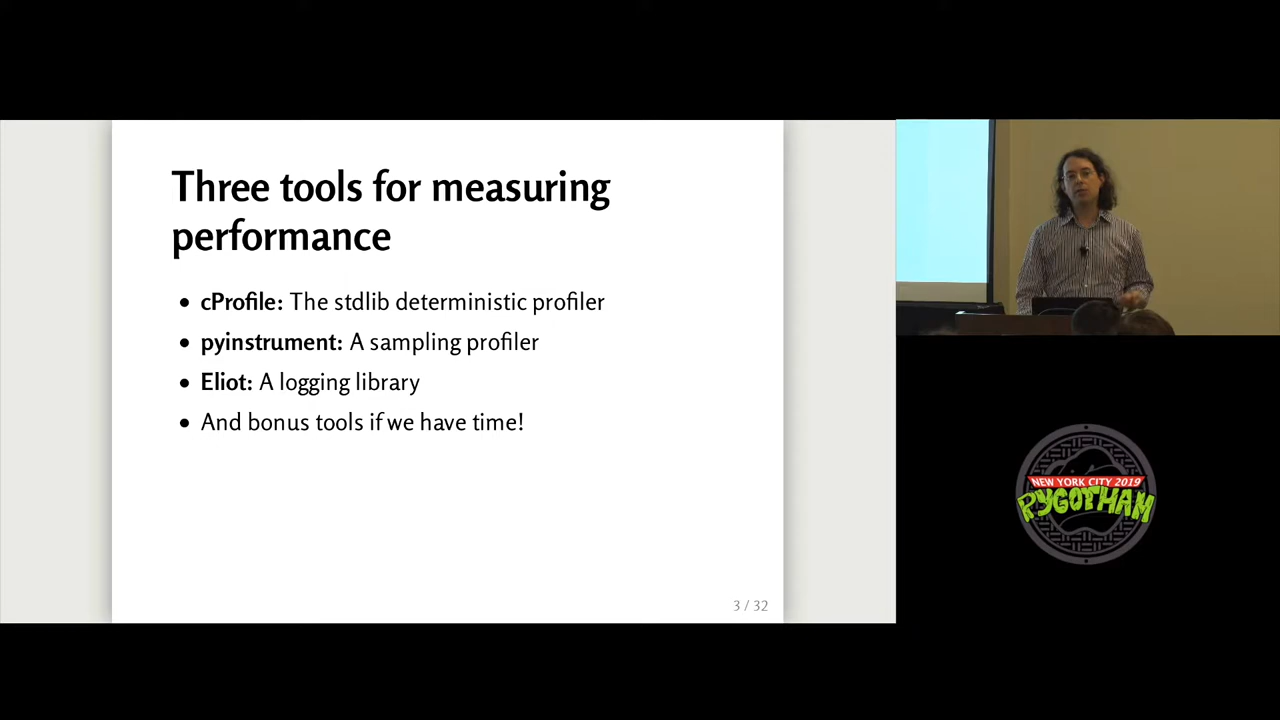 Three tools for measuring
performance
• cProfile: The stdlib deterministic profiler
• pyinstrument: A sampling profiler
• Eliot: A logging library
• And bonus tools if we have time!
3 / 32
NEW YORK CITY 2019
PYGOTHAM